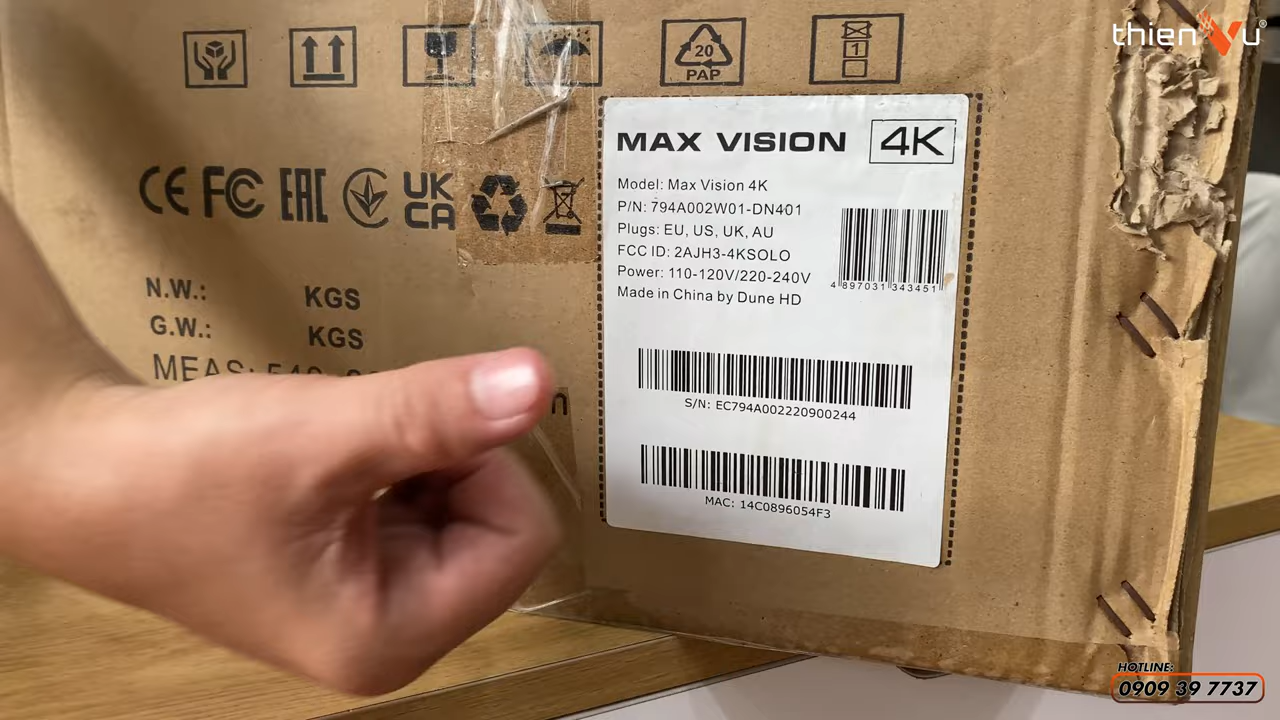 thien Vu®
20
PAP
1
MAX VISION 4K
Model: Max Vision 4K
P/N: 794A002W01-DN401
Plugs: EU, US, UK, AU
FCC ID: 2AJH3-4KSOLO
Power: 110-120V/220-240V
Made in China by Dune HD
4 897031 343451
S/N: EC794A002220900244
MAC: 14C0896054F3
CE FC EAC UK CA
N.W.: KGS
G.W.: KGS
MEAS:
HOTLINE:
0909 39 7737